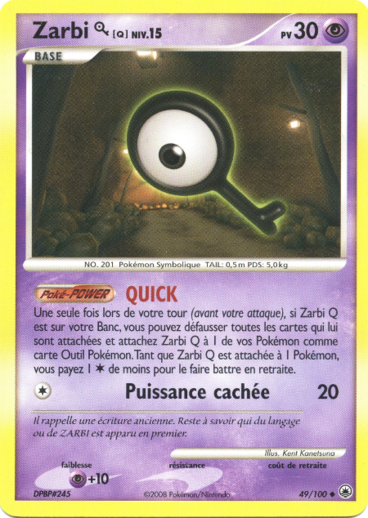 Zarbi [Q] NIV.15 PV 30
BASE
NO. 201 Pokémon Symbolique TAIL: 0,5m PDS: 5,0kg
Poké-POWER QUICK
Une seule fois lors de votre tour (avant votre attaque), si Zarbi Q
est sur votre Banc, vous pouvez défausser toutes les cartes qui lui
sont attachées et attachez Zarbi Q à 1 de vos Pokémon comme
carte Outil Pokémon. Tant que Zarbi Q est attachée à 1 Pokémon,
vous payez 1 ✶ de moins pour le faire battre en retraite.
Puissance cachée 20
Il rappelle une écriture ancienne. Reste à savoir qui du langage
ou de ZARBI est apparu en premier.
Illus. Kent Kanetsuna
faiblesse résistance coût de retraite
+10
DPBP#245 ©2008 Pokémon/Nintendo 49/100 ◆